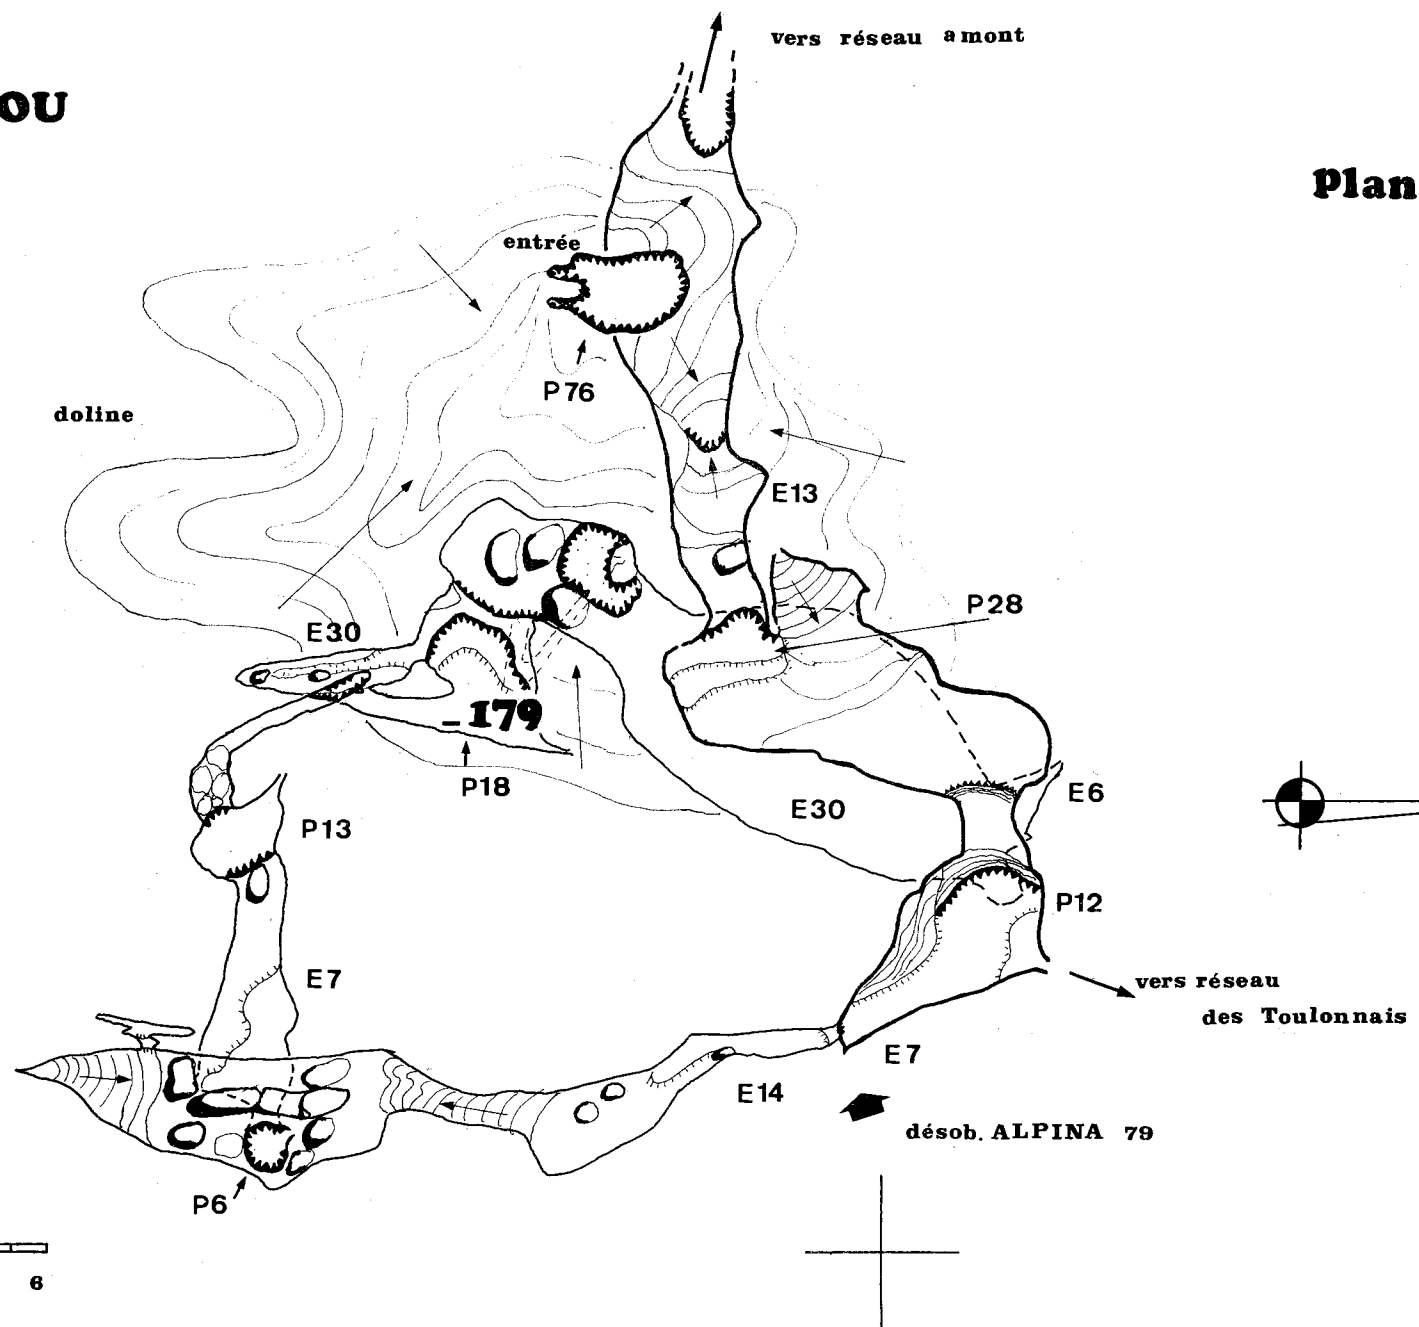 vers réseau amont
OU
Plan
entrée
P 76
doline
E13
P28
E30
– 179
P18
E30
E6
P13
P12
E7
vers réseau
des Toulonnais
E7
E14
désob. ALPINA 79
P6
6